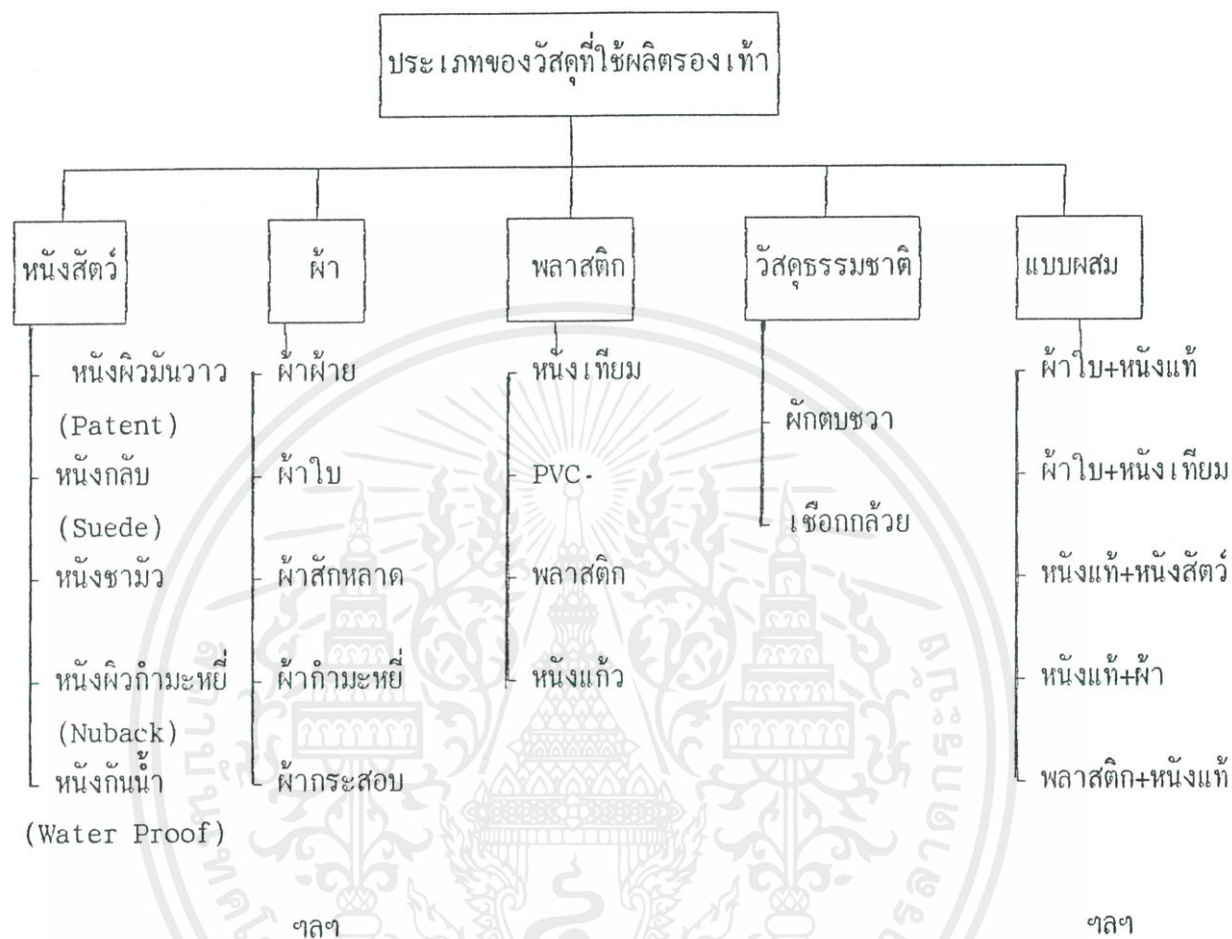 ประเภทของวัสดุที่ใช้ผลิตรองเท้า
หนังสัตว์ ผ้า พลาสติก วัสดุธรรมชาติ แบบผสม
หนังผิวมันวาว ผ้าฝ้าย หนังเทียม ผ้าใบ+หนังแท้
(Patent) ผักตบชวา
หนังกลับ ผ้าใบ PVC. ผ้าใบ+หนังเทียม
(Suede) เชือกกล้วย
หนังชามัว ผ้าสักหลาด พลาสติก หนังแท้+หนังสัตว์
หนังผิวกำมะหยี่ ผ้ากำมะหยี่ หนังแก้ว หนังแท้+ผ้า
(Nuback)
หนังกันน้ำ ผ้ากระสอบ พลาสติก+หนังแท้
(Water Proof)
ฯลฯ ฯลฯ